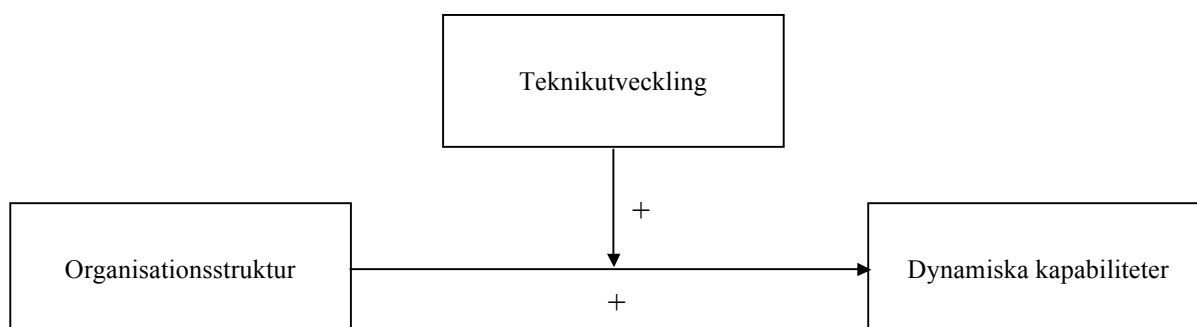 Teknikutveckling
+
Organisationsstruktur
Dynamiska kapabiliteter
+